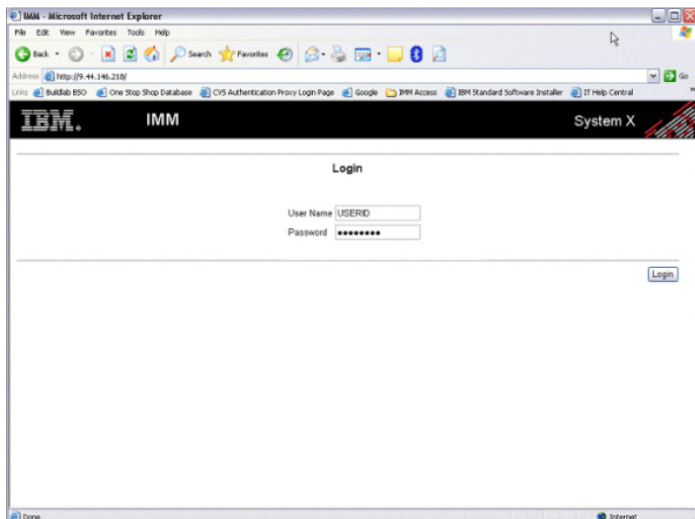 IMM - Microsoft Internet Explorer
File Edit View Favorites Tools Help
Back Search Favorites
Address http://9.44.146.218/ Go
Links Buildlab ESO One Stop Shop Database CVS Authentication Proxy Login Page Google IMM Access IBM Standard Software Installer IT Help Central
IBM. IMM System X
Login
User Name USERID
Password ••••••••
Login
Done Internet